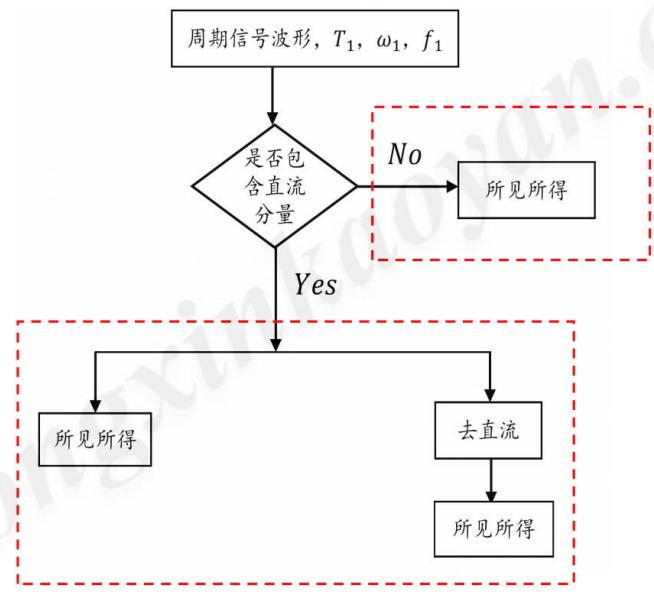 周期信号波形，T₁，ω₁，f₁
是否包
含直流
分量
No
所见所得
Yes
所见所得
去直流
所见所得